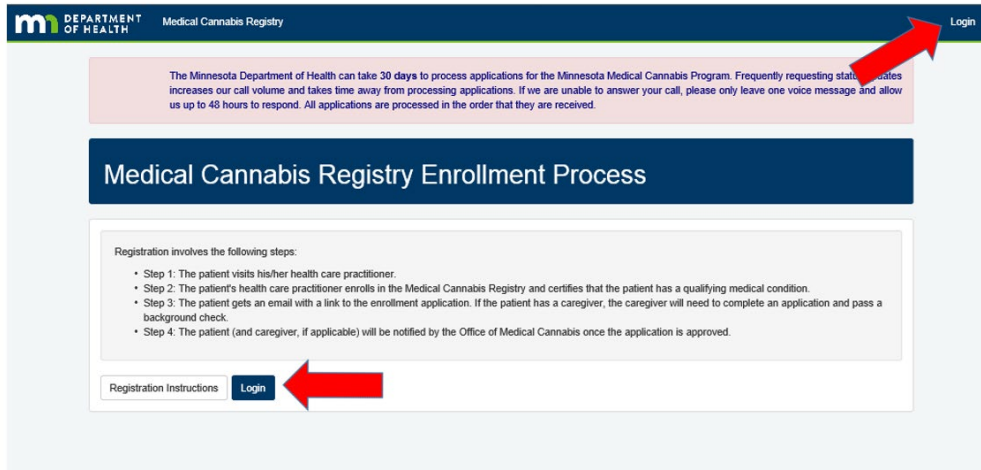 DEPARTMENT
OF HEALTH
Medical Cannabis Registry
Login
The Minnesota Department of Health can take 30 days to process applications for the Minnesota Medical Cannabis Program. Frequently requesting
increases our call volume and takes time away from processing applications. If we are unable to answer your call, please only leave one voice message and allow
us up to 48 hours to respond. All applications are processed in the order that they are received.
Medical Cannabis Registry Enrollment Process
Registration involves the following steps:
• Step 1: The patient visits his/her health care practitioner.
• Step 2: The patient's health care practitioner enrolls in the Medical Cannabis Registry and certifies that the patient has a qualifying medical condition.
• Step 3: The patient gets an email with a link to the enrollment application. If the patient has a caregiver, the caregiver will need to complete an application and pass a
background check.
• Step 4: The patient (and caregiver, if applicable) will be notified by the Office of Medical Cannabis once the application is approved.
Registration Instructions
Login